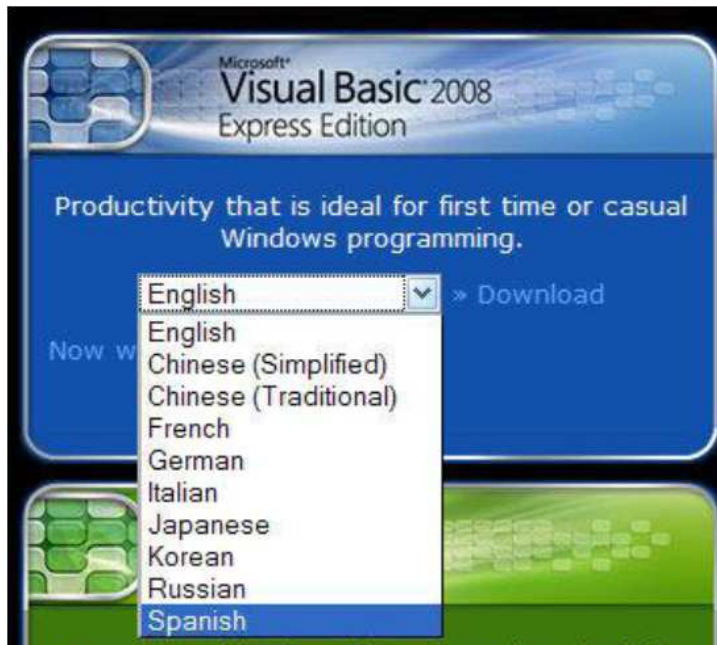 Microsoft®
Visual Basic® 2008
Express Edition
Productivity that is ideal for first time or casual
Windows programming.
English » Download
Now w
English
Chinese (Simplified)
Chinese (Traditional)
French
German
Italian
Japanese
Korean
Russian
Spanish